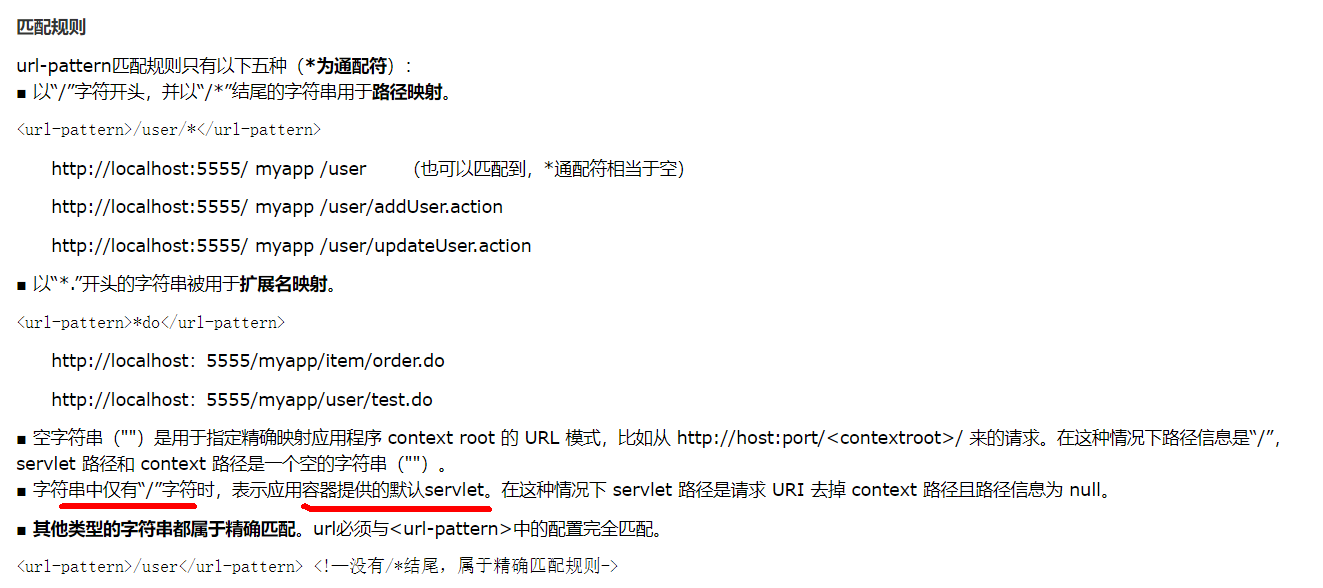 匹配规则
url-pattern匹配规则只有以下五种（*为通配符）：
■ 以“/”字符开头，并以“/*”结尾的字符串用于路径映射。
<url-pattern>/user/*</url-pattern>
http://localhost:5555/ myapp /user （也可以匹配到，*通配符相当于空）
http://localhost:5555/ myapp /user/addUser.action
http://localhost:5555/ myapp /user/updateUser.action
■ 以“*.”开头的字符串被用于扩展名映射。
<url-pattern>*do</url-pattern>
http://localhost：5555/myapp/item/order.do
http://localhost：5555/myapp/user/test.do
■ 空字符串（""）是用于指定精确映射应用程序 context root 的 URL 模式，比如从 http://host:port/<contextroot>/ 来的请求。在这种情况下路径信息是“/”，
servlet 路径和 context 路径是一个空的字符串（""）。
■ 字符串中仅有“/”字符时，表示应用容器提供的默认servlet。在这种情况下 servlet 路径是请求 URI 去掉 context 路径且路径信息为 null。
■ 其他类型的字符串都属于精确匹配。url必须与<url-pattern>中的配置完全匹配。
<url-pattern>/user</url-pattern> <!—没有/*结尾，属于精确匹配规则->